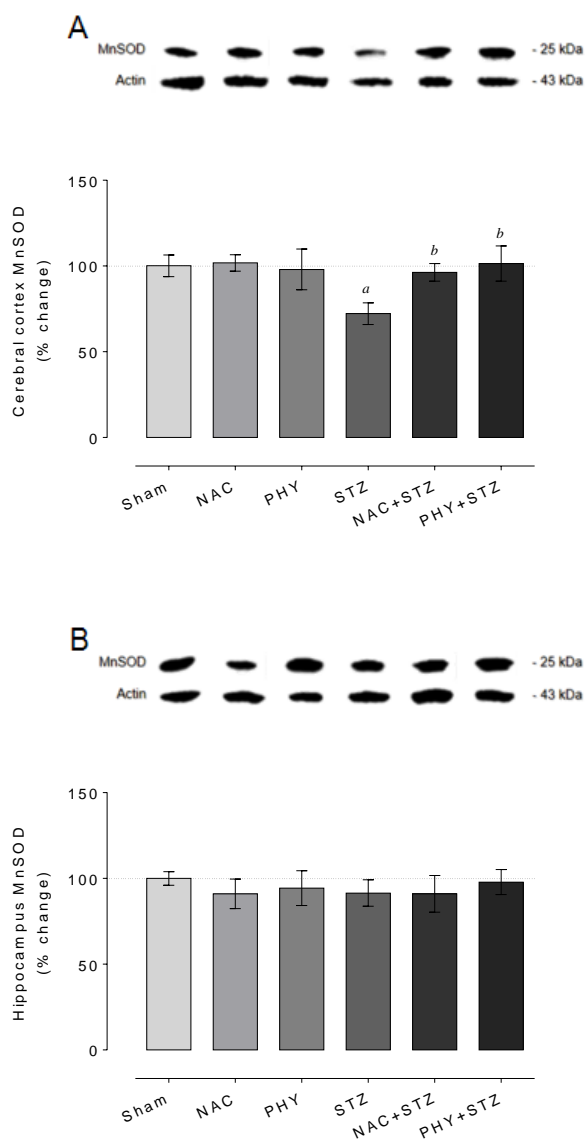 A
MnSOD - 25 kDa
Actin - 43 kDa
150
100
50
0
Cerebral cortex MnSOD
(% change)
a
b
b
Sham NAC PHY STZ NAC+STZ PHY+STZ
B
MnSOD - 25 kDa
Actin - 43 kDa
150
100
50
0
Hippocampus MnSOD
(% change)
Sham NAC PHY STZ NAC+STZ PHY+STZ